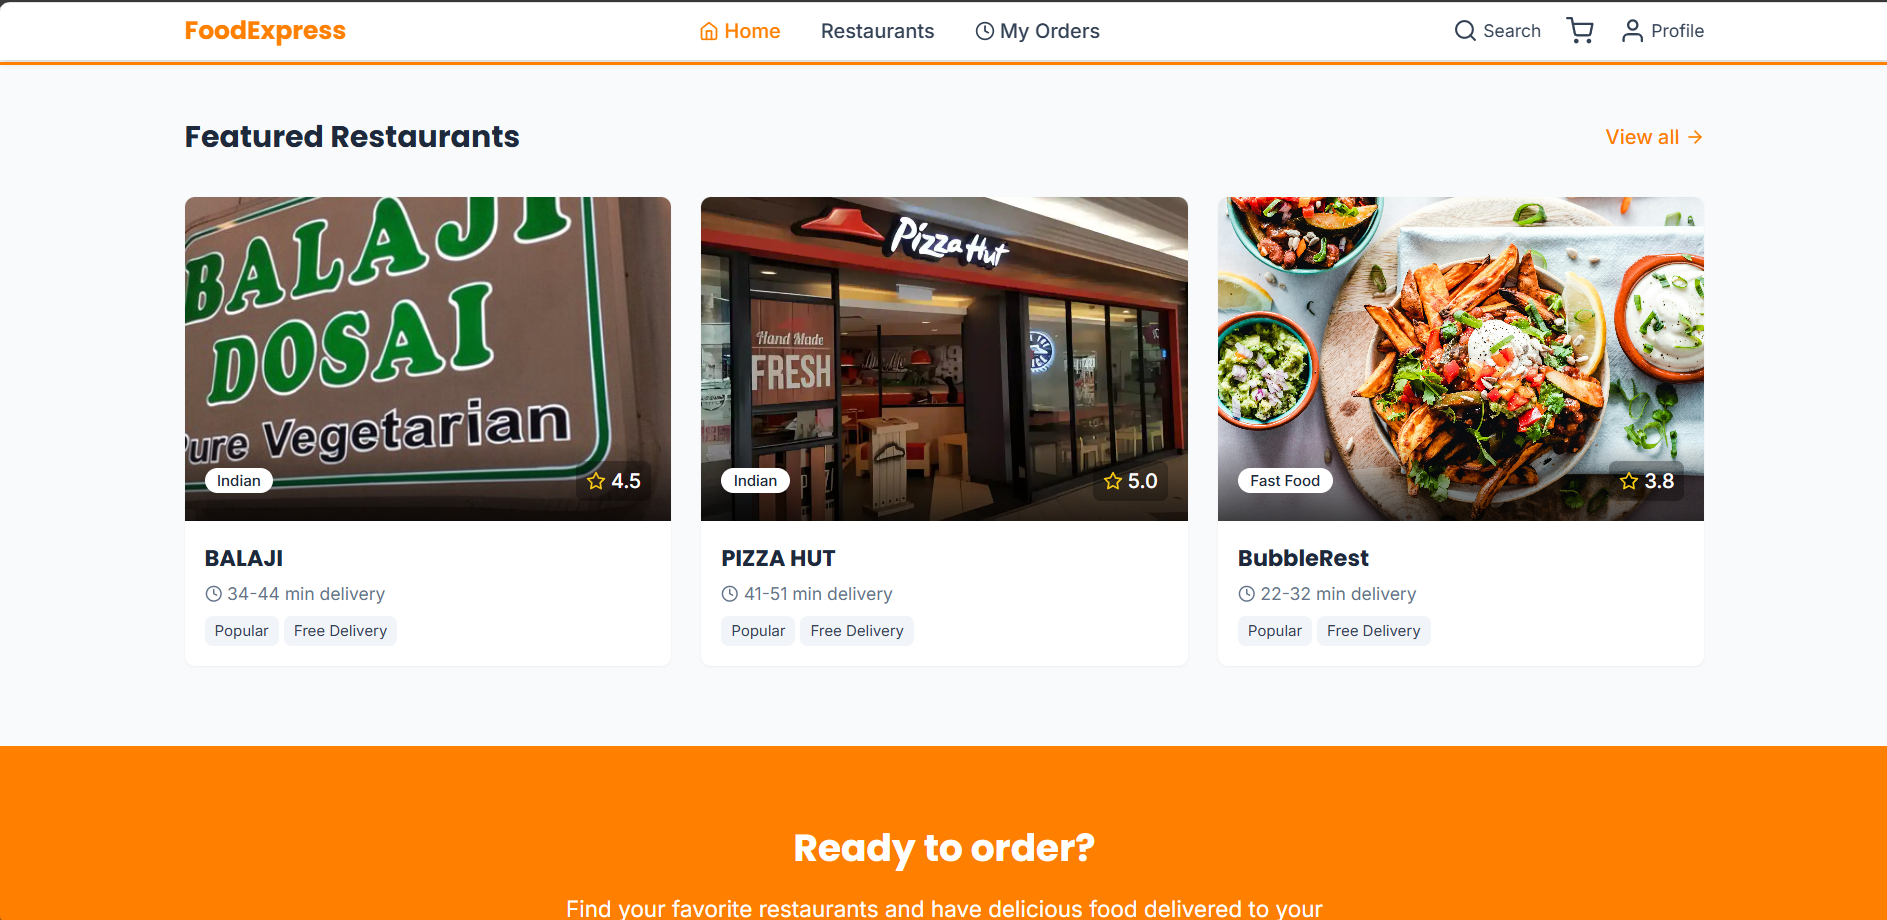 FoodExpress
Home
Restaurants
My Orders
Search
Profile
Featured Restaurants
View all
BALAJI
DOSAI
Pure Vegetarian
Indian
4.5
BALAJI
34-44 min delivery
Popular
Free Delivery
Pizza Hut
Hand Made
FRESH
Indian
5.0
PIZZA HUT
41-51 min delivery
Popular
Free Delivery
Fast Food
3.8
BubbleRest
22-32 min delivery
Popular
Free Delivery
Ready to order?
Find your favorite restaurants and have delicious food delivered to your